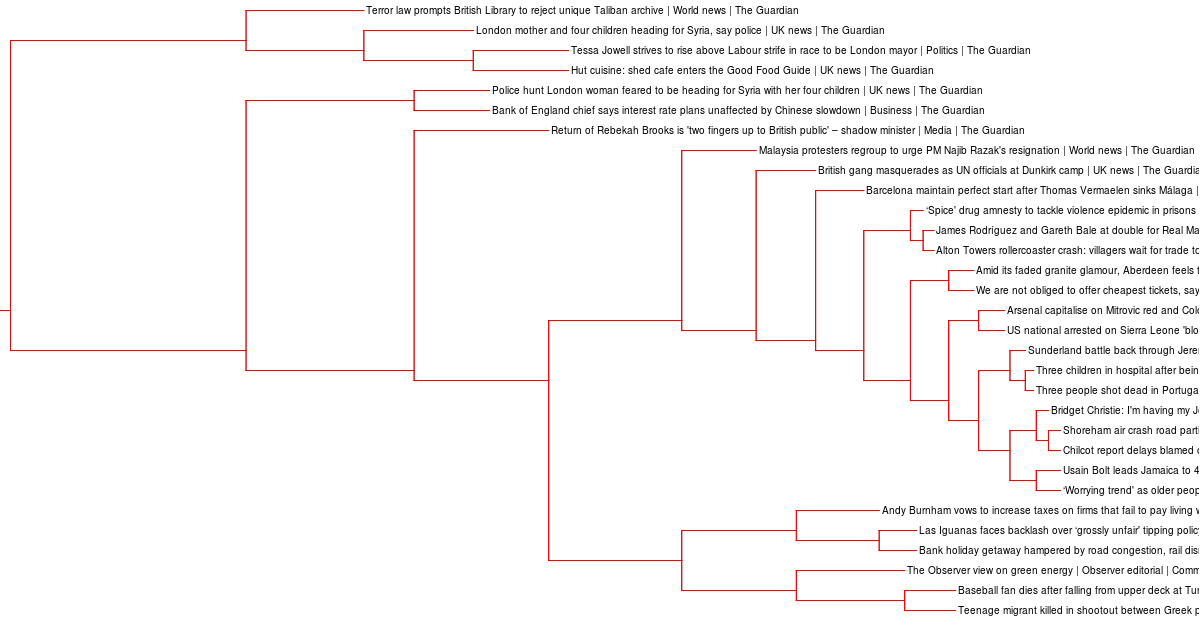 Terror law prompts British Library to reject unique Taliban archive | World news | The Guardian
London mother and four children heading for Syria, say police | UK news | The Guardian
Tessa Jowell strives to rise above Labour strife in race to be London mayor | Politics | The Guardian
Hut cuisine: shed cafe enters the Good Food Guide | UK news | The Guardian
Police hunt London woman feared to be heading for Syria with her four children | UK news | The Guardian
Bank of England chief says interest rate plans unaffected by Chinese slowdown | Business | The Guardian
Return of Rebekah Brooks is 'two fingers up to British public' – shadow minister | Media | The Guardian
Malaysia protesters regroup to urge PM Najib Razak's resignation | World news | The Guardian
British gang masquerades as UN officials at Dunkirk camp | UK news | The Guardia
Barcelona maintain perfect start after Thomas Vermaelen sinks Málaga |
'Spice' drug amnesty to tackle violence epidemic in prisons
James Rodríguez and Gareth Bale at double for Real Ma
Alton Towers rollercoaster crash: villagers wait for trade to
Amid its faded granite glamour, Aberdeen feels t
We are not obliged to offer cheapest tickets, say
Arsenal capitalise on Mitrovic red and Colo
US national arrested on Sierra Leone 'blo
Sunderland battle back through Jere
Three children in hospital after bein
Three people shot dead in Portuga
Bridget Christie: I'm having my J
Shoreham air crash road parti
Chilcot report delays blamed
Usain Bolt leads Jamaica to 4
'Worrying trend' as older peop
Andy Burnham vows to increase taxes on firms that fail to pay living w
Las Iguanas faces backlash over 'grossly unfair' tipping policy
Bank holiday getaway hampered by road congestion, rail dis
The Observer view on green energy | Observer editorial | Comm
Baseball fan dies after falling from upper deck at Tur
Teenage migrant killed in shootout between Greek p